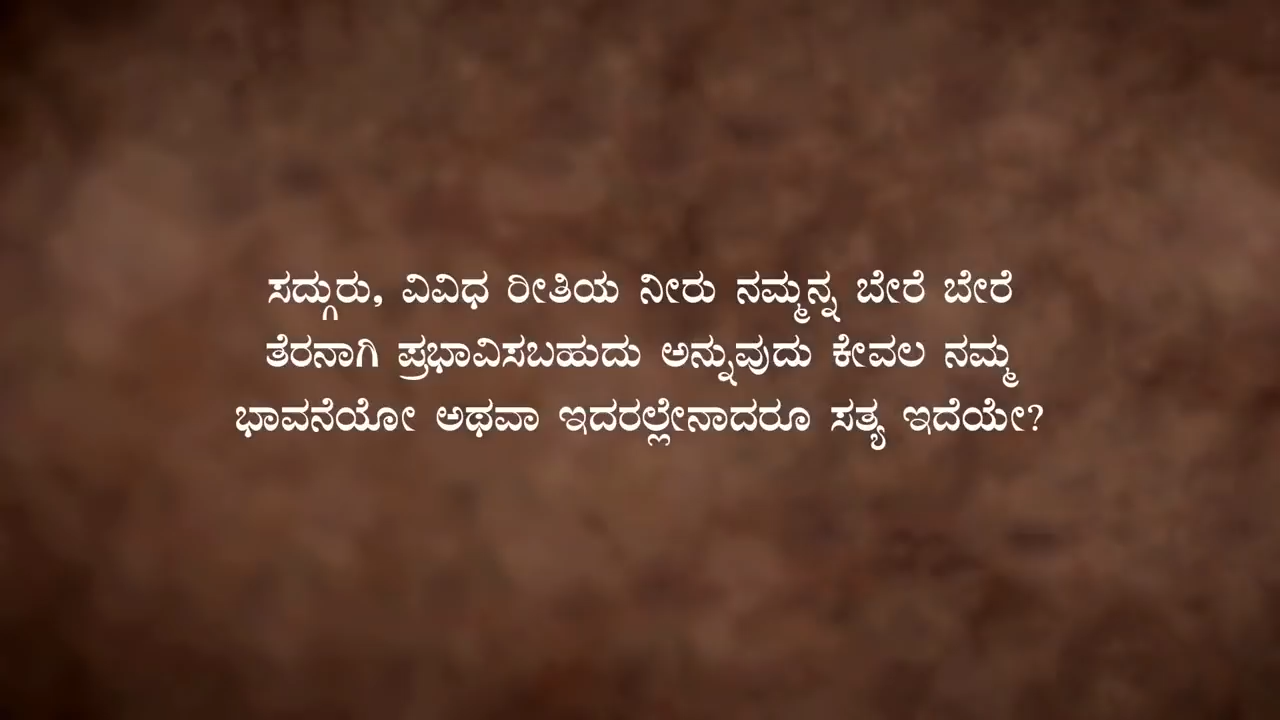 ಸದ್ಗುರು, ವಿವಿಧ ರೀತಿಯ ನೀರು ನಮ್ಮನ್ನ ಬೇರೆ ಬೇರೆ
ತೆರನಾಗಿ ಪ್ರಭಾವಿಸಬಹುದು ಅನ್ನುವುದು ಕೇವಲ ನಮ್ಮ
ಭಾವನೆಯೋ ಅಥವಾ ಇದರಲ್ಲೇನಾದರೂ ಸತ್ಯ ಇದೆಯೇ?